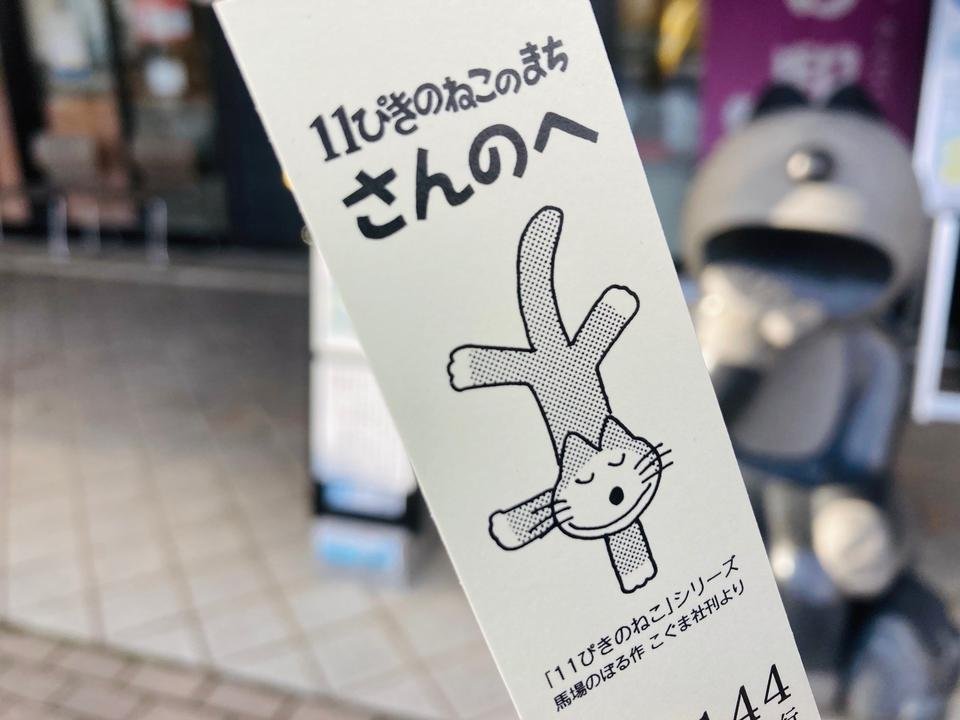 11ぴきのねこのまち
さんのへ
「11ぴきのねこ」シリーズ
馬場のぼる作 こぐま社刊より
144
行